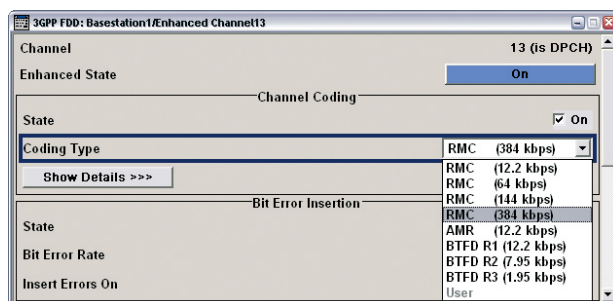 3GPP FDD: Basestation1/Enhanced Channel13
Channel 13 (is DPCH)
Enhanced State On
Channel Coding
State On
Coding Type RMC (384 kbps)
Show Details >>>
RMC (12.2 kbps)
RMC (64 kbps)
RMC (144 kbps)
RMC (384 kbps)
AMR (12.2 kbps)
BTFD R1 (12.2 kbps)
BTFD R2 (7.95 kbps)
BTFD R3 (1.95 kbps)
User
Bit Error Insertion
State
Bit Error Rate
Insert Errors On